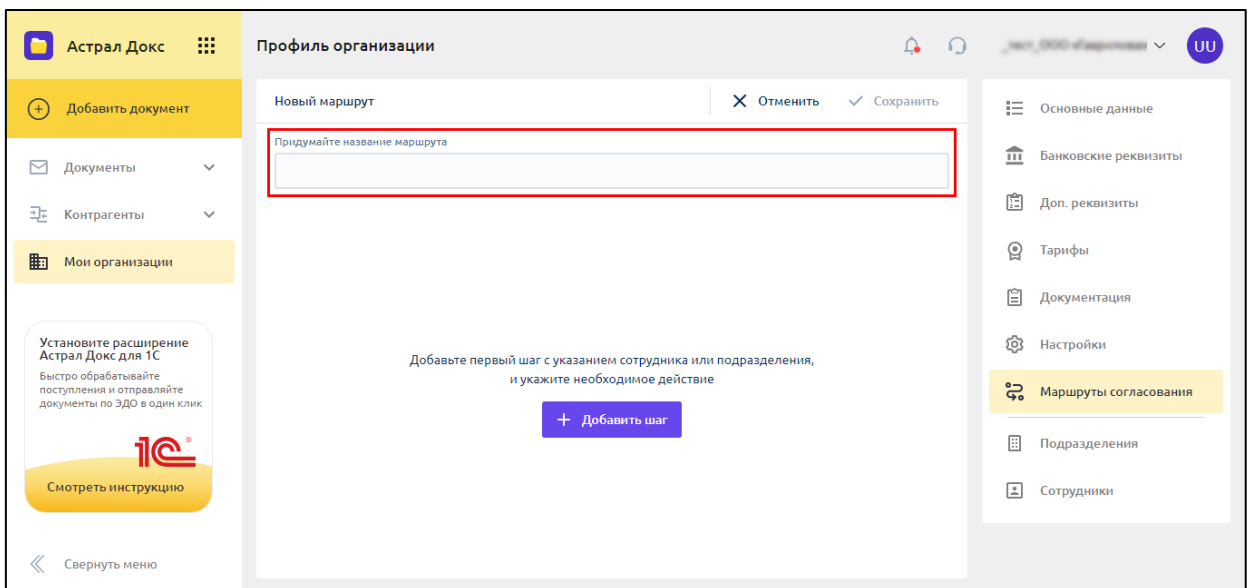 Астрал Докс
Профиль организации
UU
Добавить документ
Документы
Контрагенты
Мои организации
Установите расширение
Астрал Докс для 1С
Быстро обрабатывайте
поступления и отправляйте
документы по ЭДО в один клик
1С
Смотреть инструкцию
Свернуть меню
Новый маршрут
Отменить
Сохранить
Придумайте название маршрута
Добавьте первый шаг с указанием сотрудника или подразделения,
и укажите необходимое действие
+ Добавить шаг
Основные данные
Банковские реквизиты
Доп. реквизиты
Тарифы
Документация
Настройки
Маршруты согласования
Подразделения
Сотрудники